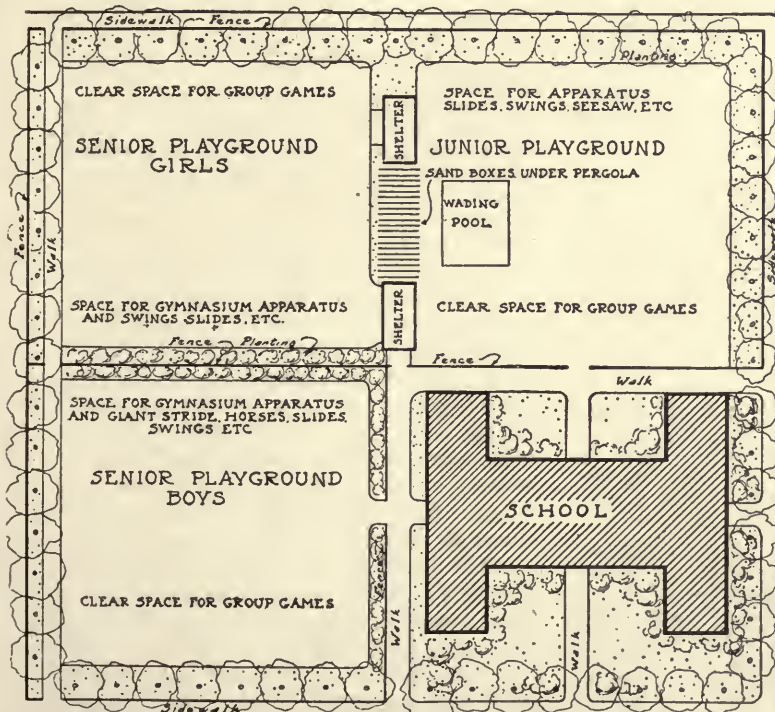 Sidewalk Fence
Planting
CLEAR SPACE FOR GROUP GAMES
SENIOR PLAYGROUND
GIRLS
SHELTER
SPACE FOR APPARATUS
SLIDES, SWINGS, SEESAW, ETC
JUNIOR PLAYGROUND
SAND BOXES UNDER PERGOLA
WADING
POOL
Fence
Walk
Sidewalk
SPACE FOR GYMNASIUM APPARATUS
AND SWINGS SLIDES, ETC.
SHELTER
CLEAR SPACE FOR GROUP GAMES
Fence Planting
Fence
Walk
SPACE FOR GYMNASIUM APPARATUS
AND GIANT STRIDE, HORSES, SLIDES,
SWINGS ETC
SENIOR PLAYGROUND
BOYS
SCHOOL
CLEAR SPACE FOR GROUP GAMES
Fence
Walk
Walk
Sidewalk